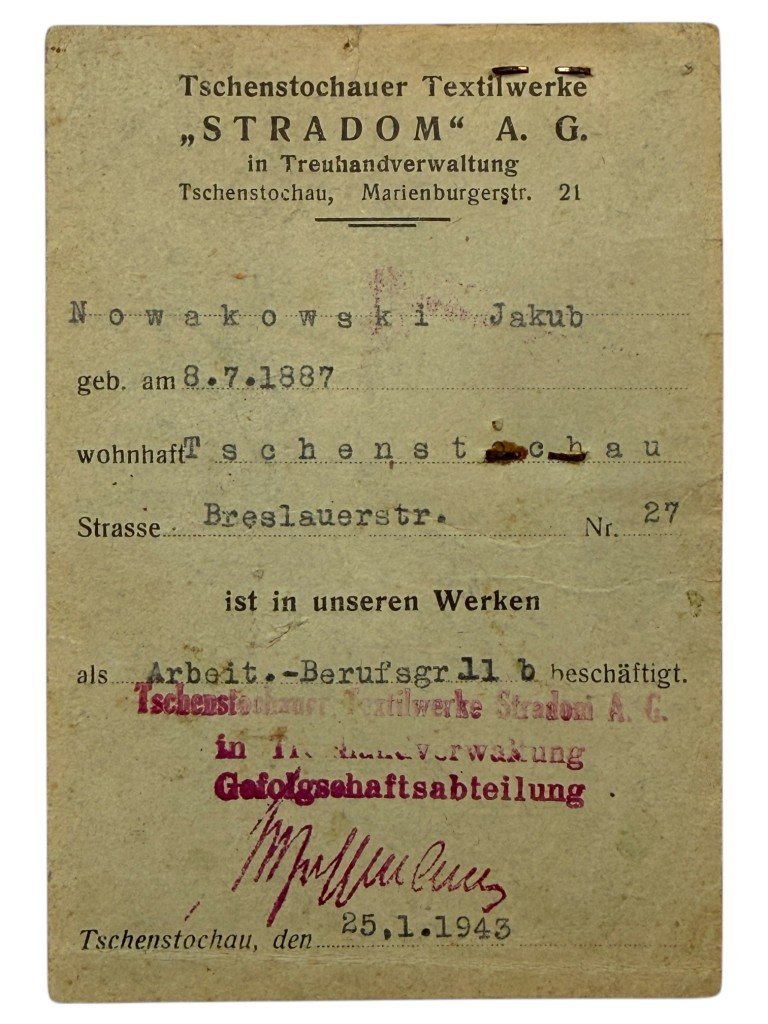 Tschenstochauer Textilwerke
„STRADOM“ A. G.
in Treuhandverwaltung
Tschenstochau, Marienburgerstr. 21
Nowakowski Jakub
geb. am 8.7.1887
wohnhaft Tschenstochau
Strasse Breslauerstr. Nr. 27
ist in unseren Werken
als Arbeit.-Berufsgr 11 b beschäftigt.
Tschenstochauer Textilwerke Stradom A. G.
in Treuhandverwaltung
Gefolgschaftsabteilung
Tschenstochau, den 25.1.1943